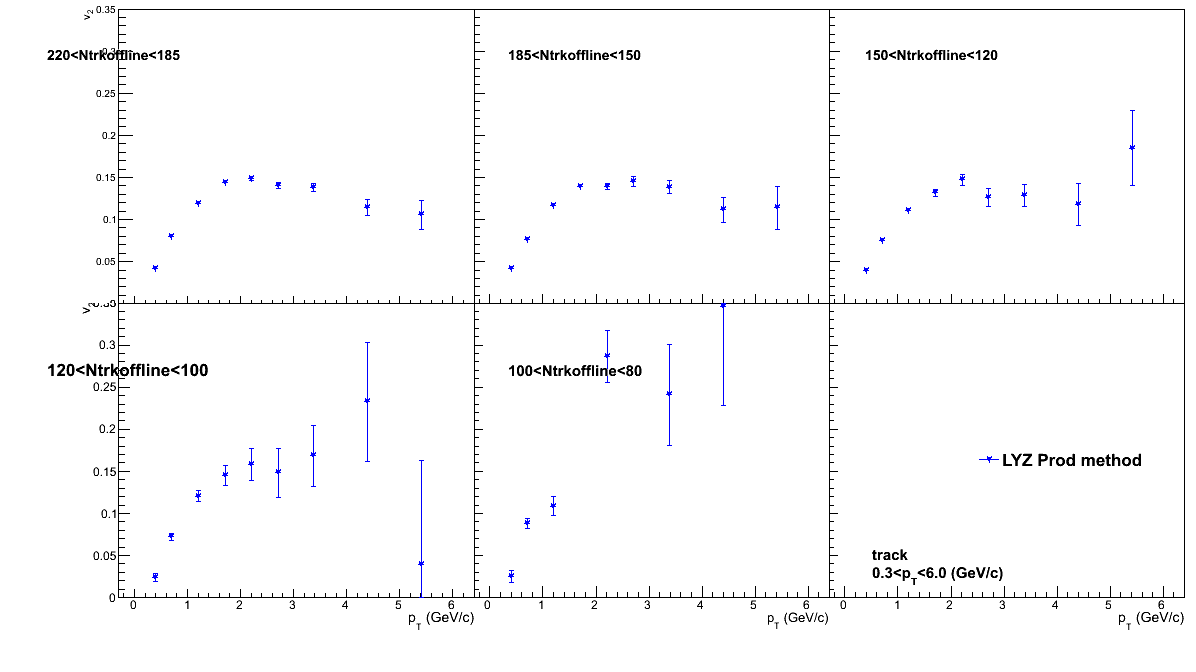 v2
0.35
0.3
220<Ntrkoffline<185
185<Ntrkoffline<150
150<Ntrkoffline<120
0.25
0.2
0.15
0.1
0.05
v2
0.35
0.3
120<Ntrkoffline<100
100<Ntrkoffline<80
0.25
0.2
0.15
LYZ Prod method
0.1
0.05
track
0.3<pT<6.0 (GeV/c)
0
0 1 2 3 4 5 6 0 1 2 3 4 5 6 0 1 2 3 4 5 6
pT (GeV/c) pT (GeV/c) pT (GeV/c)